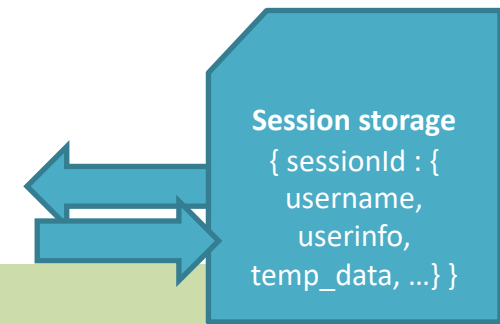 Session storage
{ sessionId : {
username,
userinfo,
temp_data, …} }